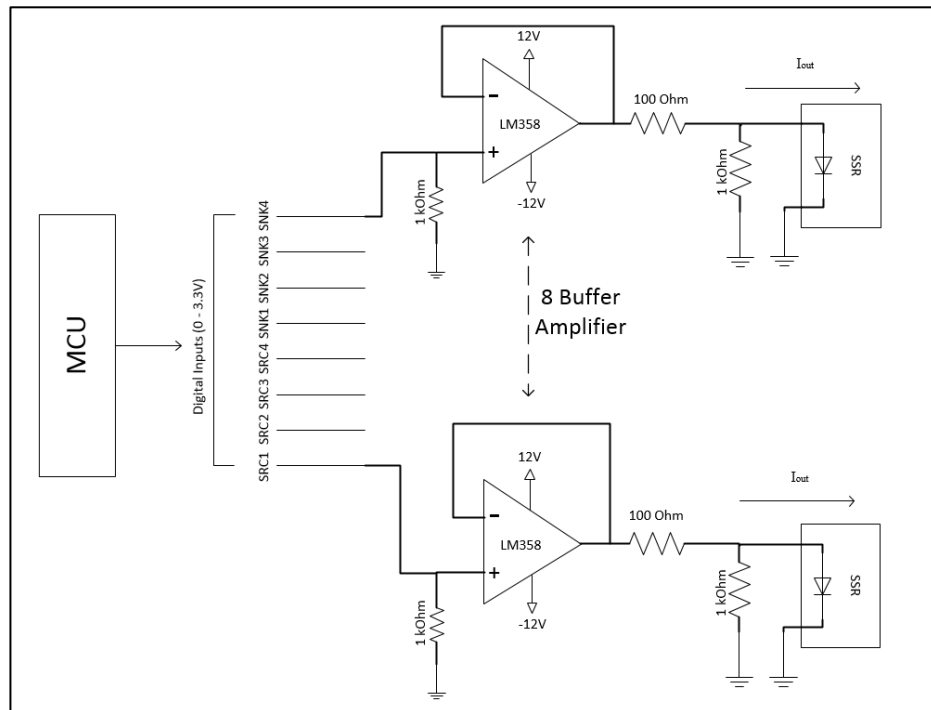 12V
LM358
-12V
100 Ohm
1 kOhm
1 kOhm
Iout
SSR
MCU
Digital Inputs (0 - 3.3V)
SNK4
SNK3
SNK2
SNK1
SRC4
SRC3
SRC2
SRC1
8 Buffer
Amplifier
12V
LM358
-12V
100 Ohm
1 kOhm
1 kOhm
Iout
SSR